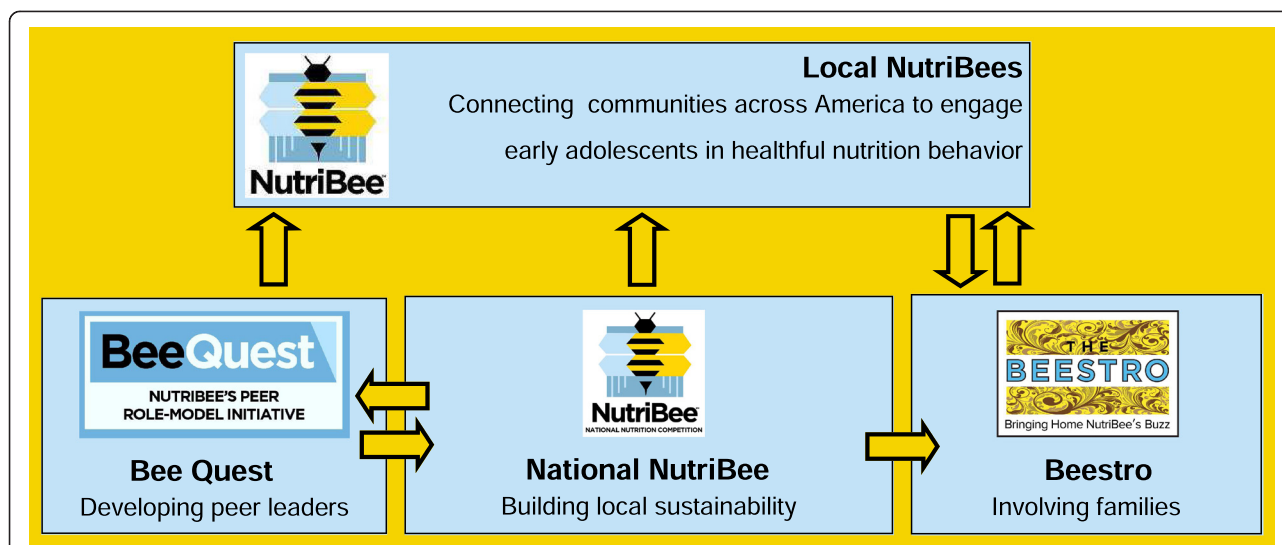 Local NutriBees
Connecting communities across America to engage
early adolescents in healthful nutrition behavior
NutriBee™
BeeQuest
NUTRIBEE'S PEER
ROLE-MODEL INITIATIVE
Bee Quest
Developing peer leaders
NutriBee™
NATIONAL NUTRITION COMPETITION
National NutriBee
Building local sustainability
THE
BEESTRO
Bringing Home NutriBee's Buzz
Beestro
Involving families